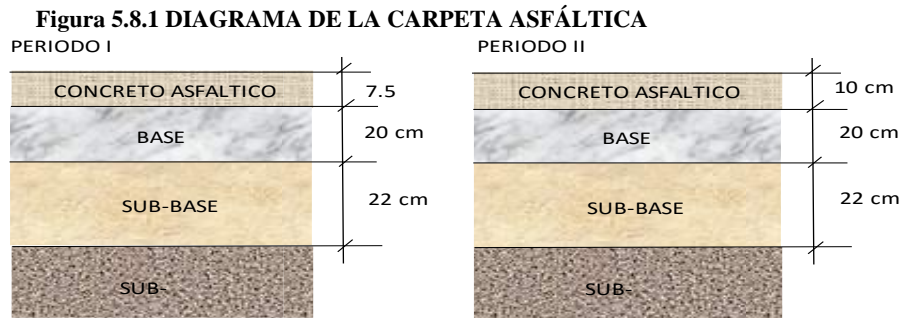 Figura 5.8.1 DIAGRAMA DE LA CARPETA ASFÁLTICA
PERIODO I
CONCRETO ASFALTICO
7.5
BASE
20 cm
SUB-BASE
22 cm
SUB-
PERIODO II
CONCRETO ASFALTICO
10 cm
BASE
20 cm
SUB-BASE
22 cm
SUB-